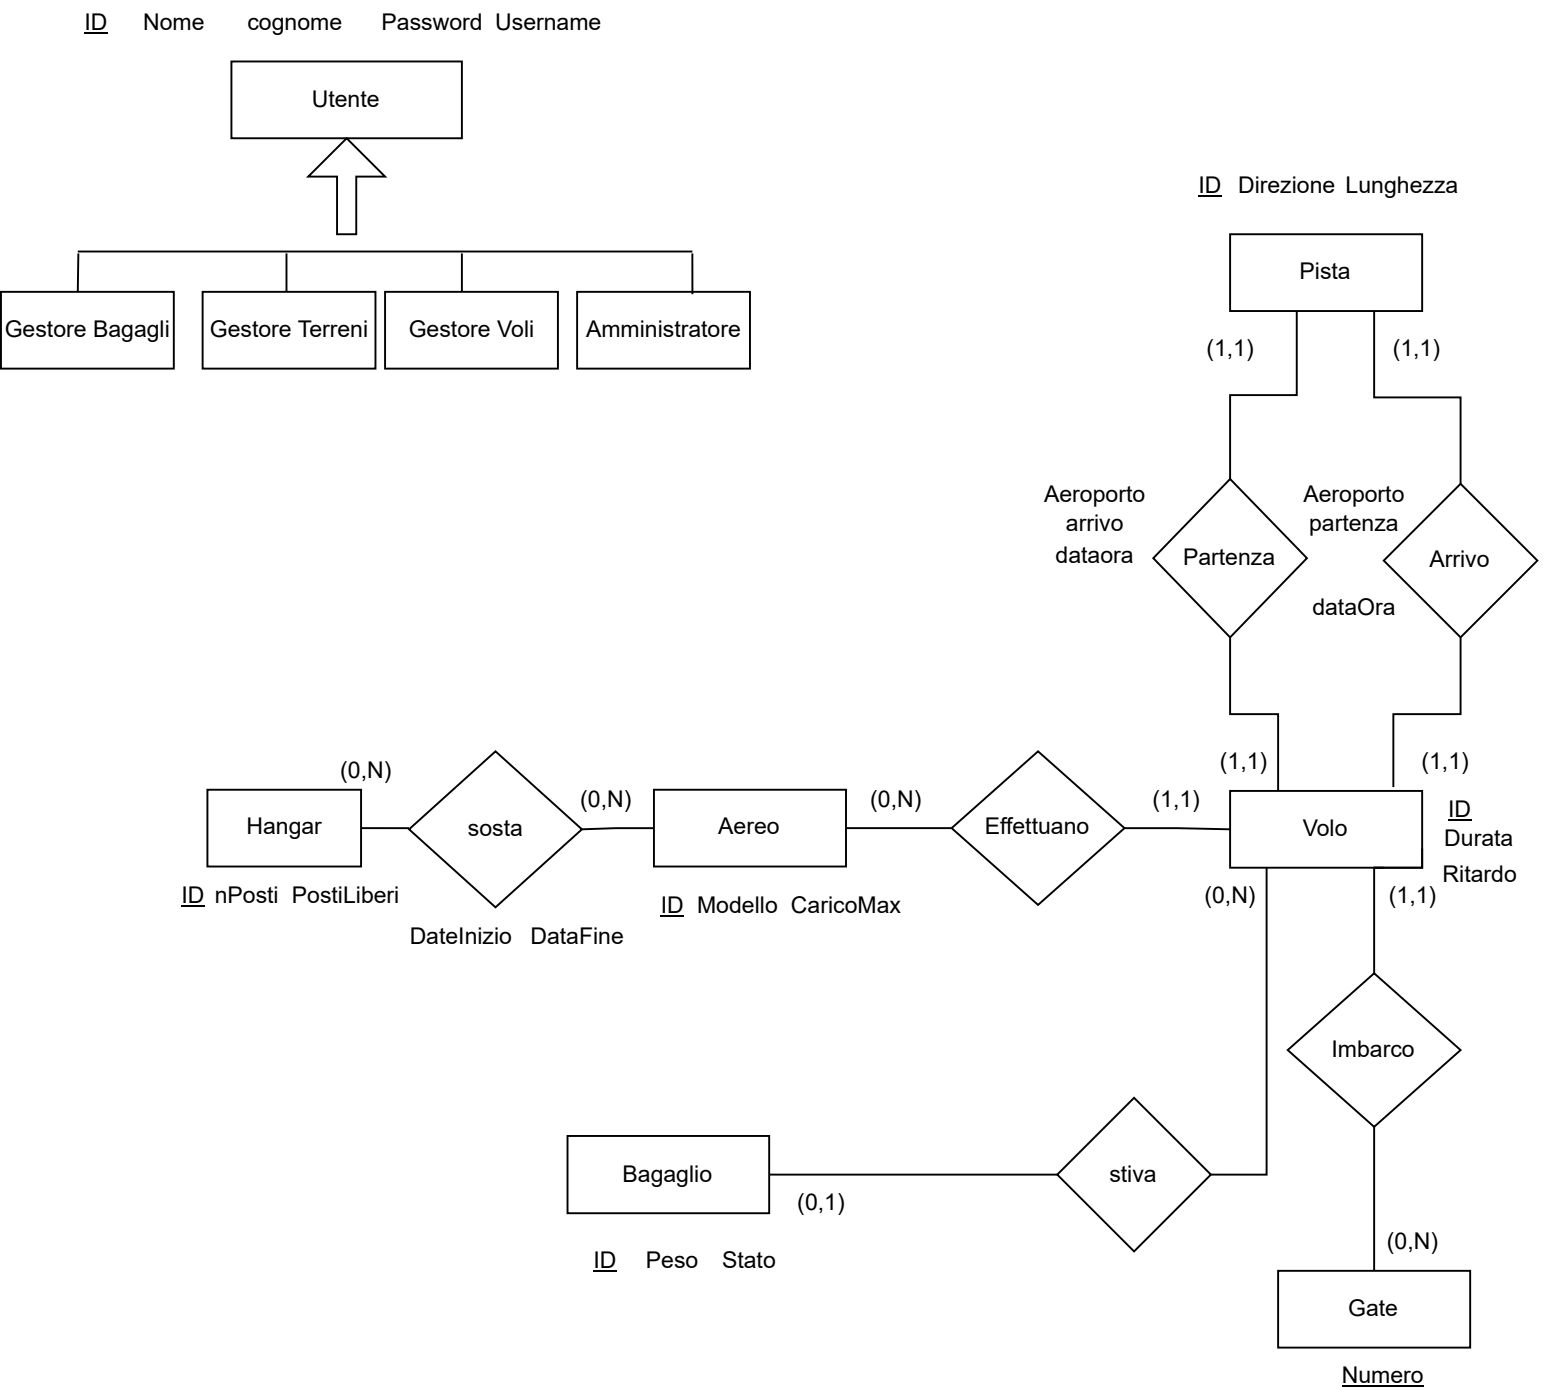 ID Nome cognome Password Username
Utente
Gestore Bagagli Gestore Terreni Gestore Voli Amministratore
ID Direzione Lunghezza
Pista
(1,1) (1,1)
Aeroporto
arrivo
dataora
Partenza
Aeroporto
partenza
dataOra
Arrivo
(1,1) (1,1)
(0,N) (0,N) (0,N) (1,1)
Hangar sosta Aereo Effettuano Volo
ID
Durata
Ritardo
ID nPosti PostiLiberi
DateInizio DataFine
ID Modello CaricoMax
(0,N) (1,1)
Imbarco
Bagaglio stiva
(0,1)
ID Peso Stato
(0,N)
Gate
Numero